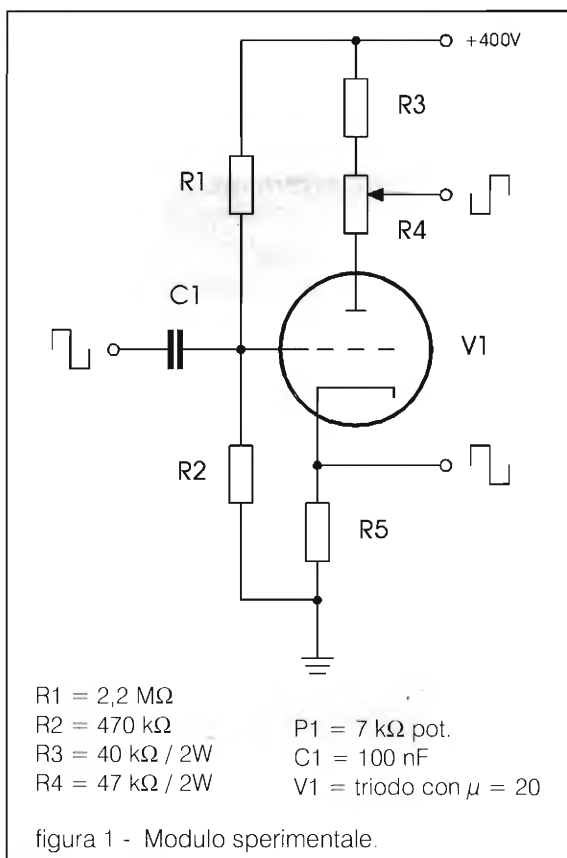 +400V
R3
R1
R4
C1
V1
R2
R5
R1 = 2,2 MΩ
R2 = 470 kΩ
R3 = 40 kΩ / 2W
R4 = 47 kΩ / 2W
P1 = 7 kΩ pot.
C1 = 100 nF
V1 = triodo con μ = 20
figura 1 - Modulo sperimentale.